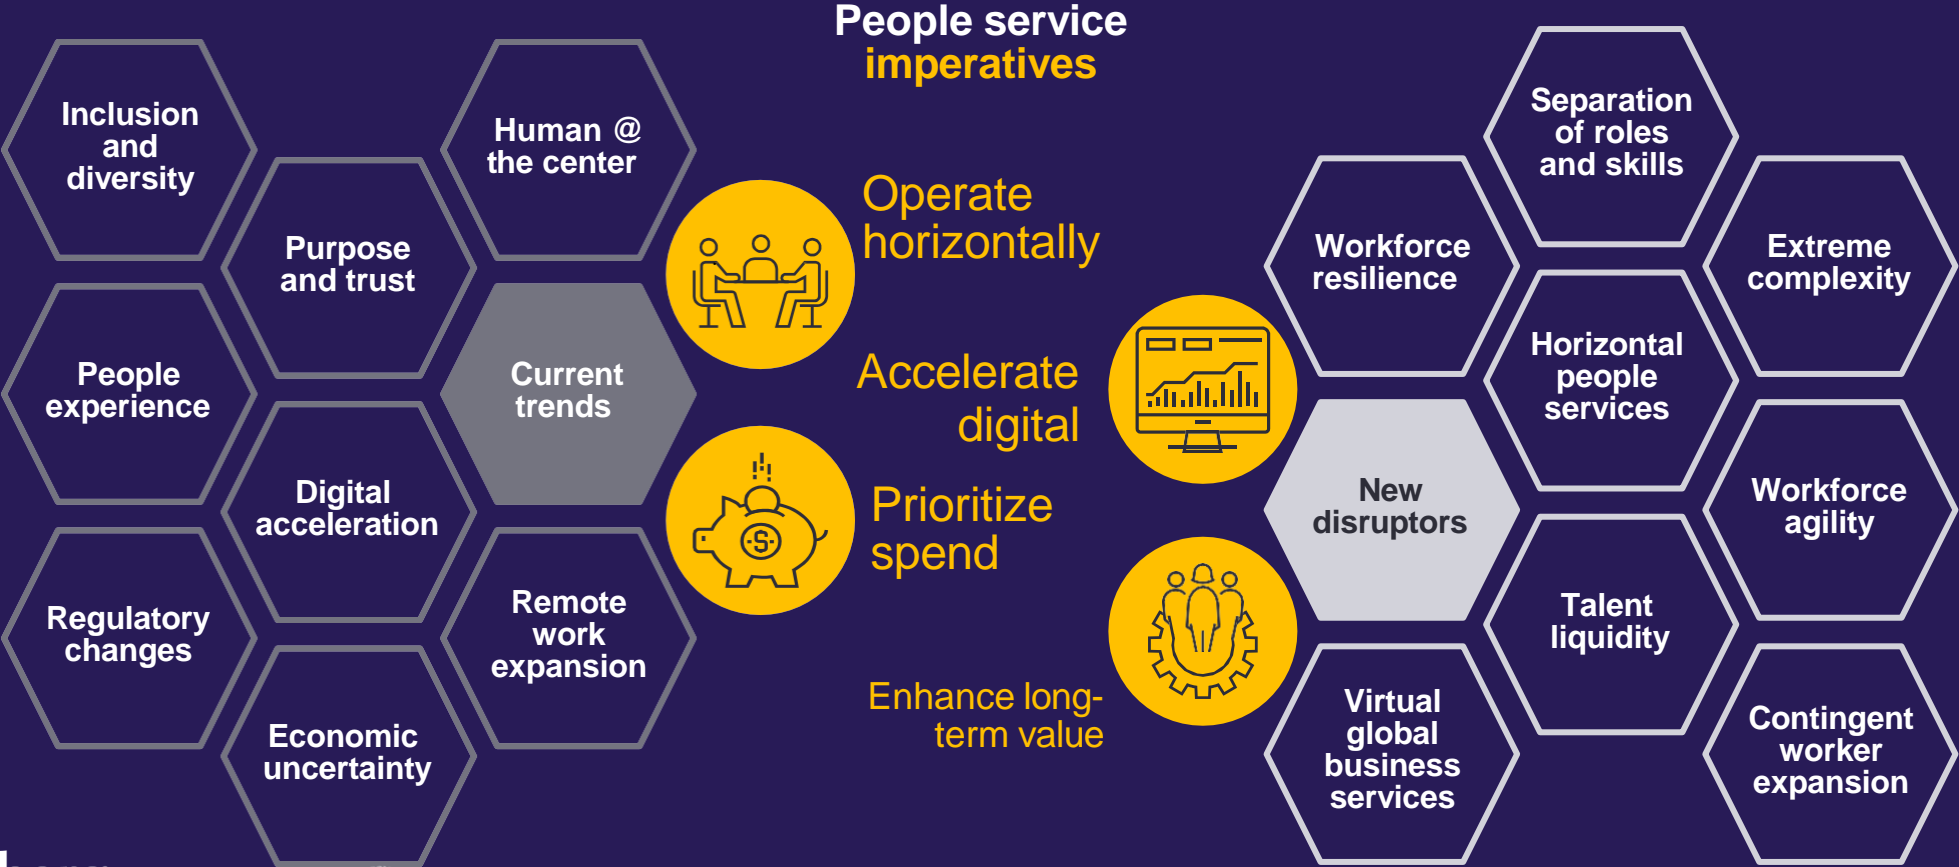 People service
imperatives
Inclusion
and
diversity
Human @
the center
Purpose
and trust
People
experience
Current
trends
Digital
acceleration
Regulatory
changes
Remote
work
expansion
Economic
uncertainty
Operate
horizontally
Accelerate
digital
Prioritize
spend
Enhance long-
term value
Separation
of roles
and skills
Workforce
resilience
Extreme
complexity
Horizontal
people
services
New
disruptors
Workforce
agility
Talent
liquidity
Virtual
global
business
services
Contingent
worker
expansion